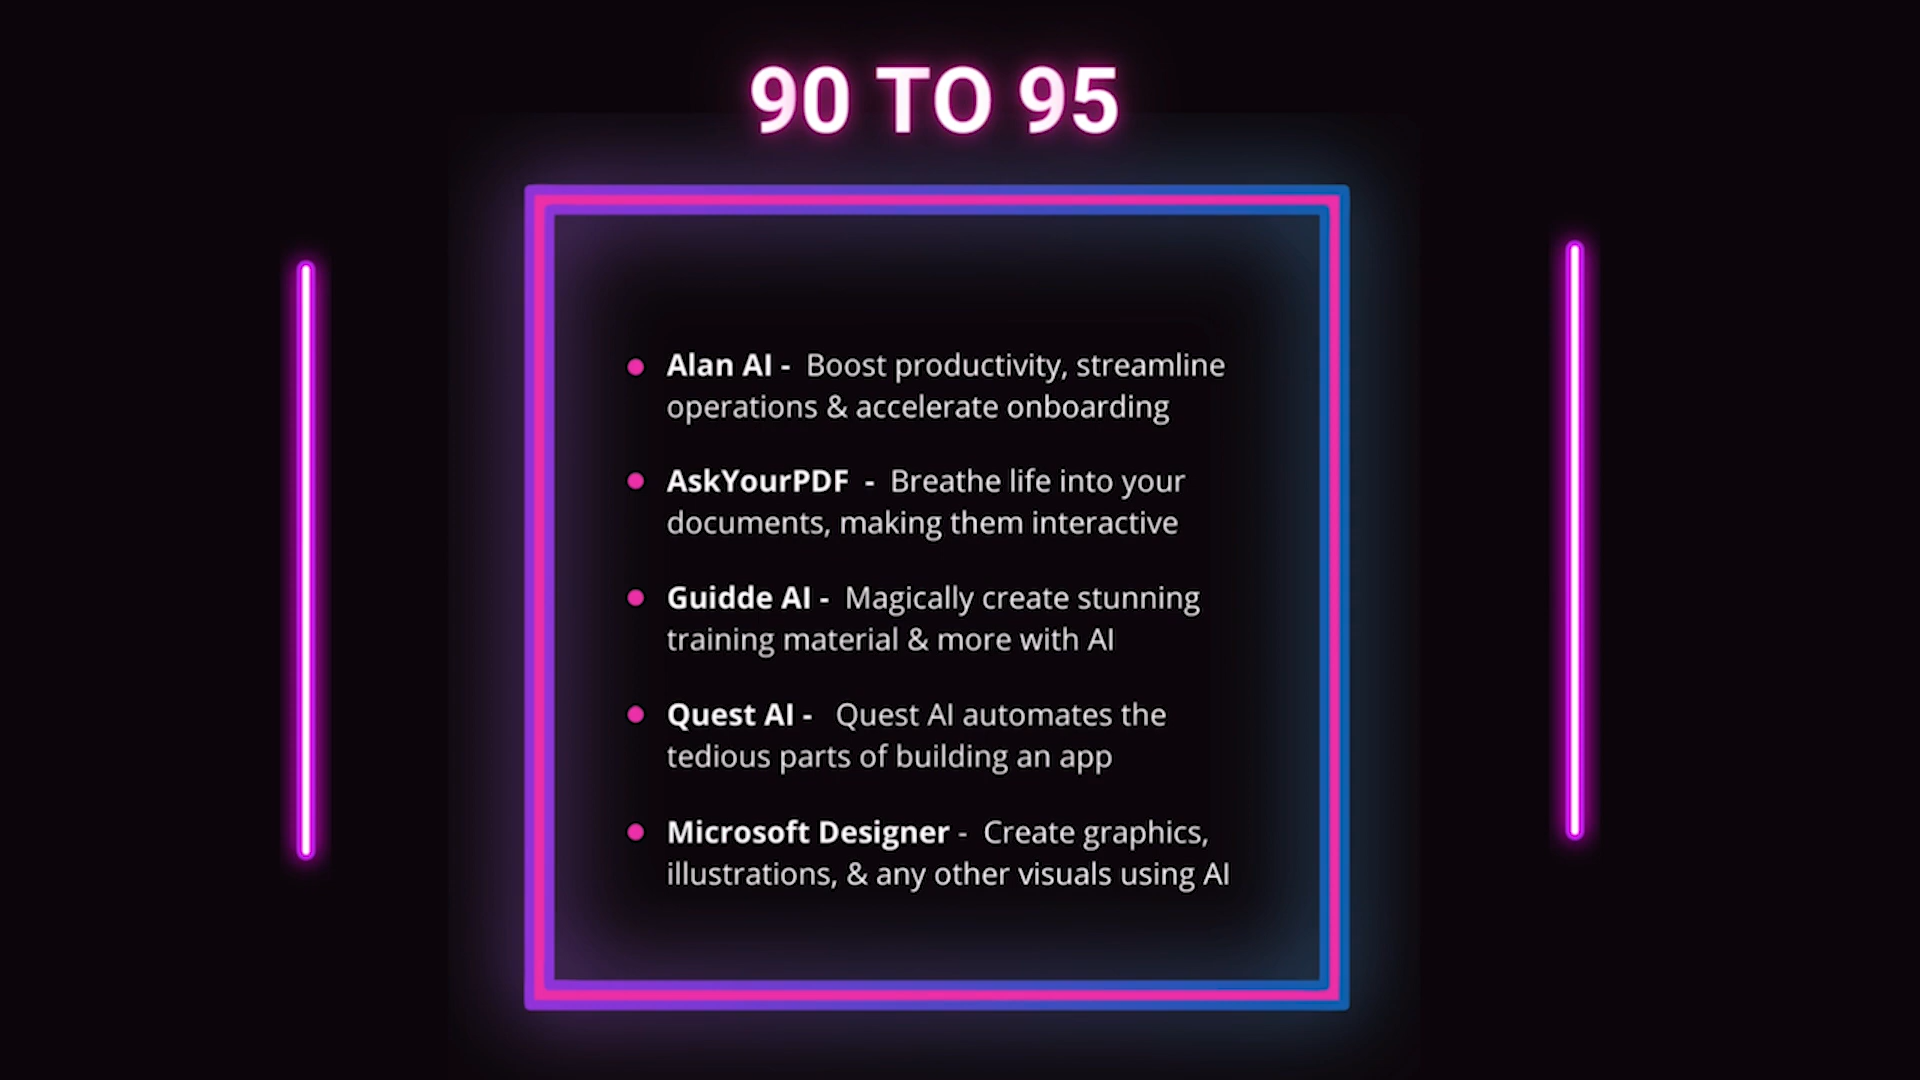 90 TO 95
Alan AI - Boost productivity, streamline
operations & accelerate onboarding
AskYourPDF - Breathe life into your
documents, making them interactive
Guidde AI - Magically create stunning
training material & more with AI
Quest AI - Quest AI automates the
tedious parts of building an app
Microsoft Designer - Create graphics,
illustrations, & any other visuals using AI